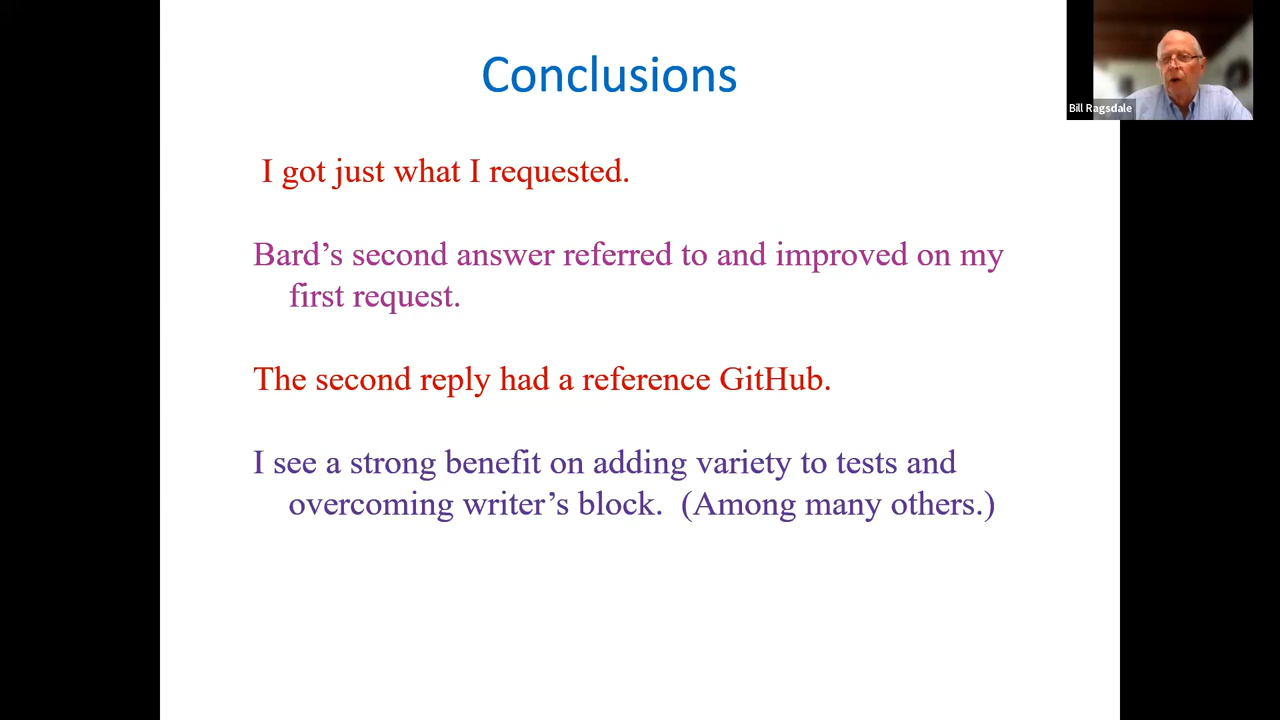 Conclusions
Bill Ragsdale
I got just what I requested.
Bard’s second answer referred to and improved on my
first request.
The second reply had a reference GitHub.
I see a strong benefit on adding variety to tests and
overcoming writer’s block.  (Among many others.)